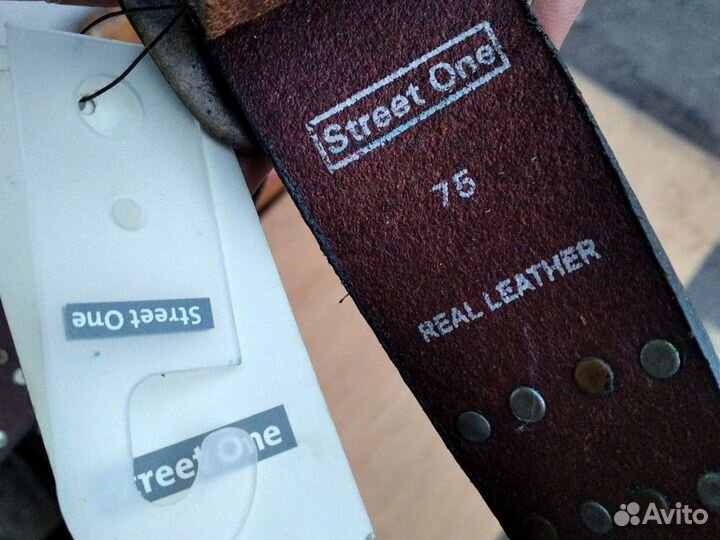 Street One
75
REAL LEATHER
Street One
Street One
Avito